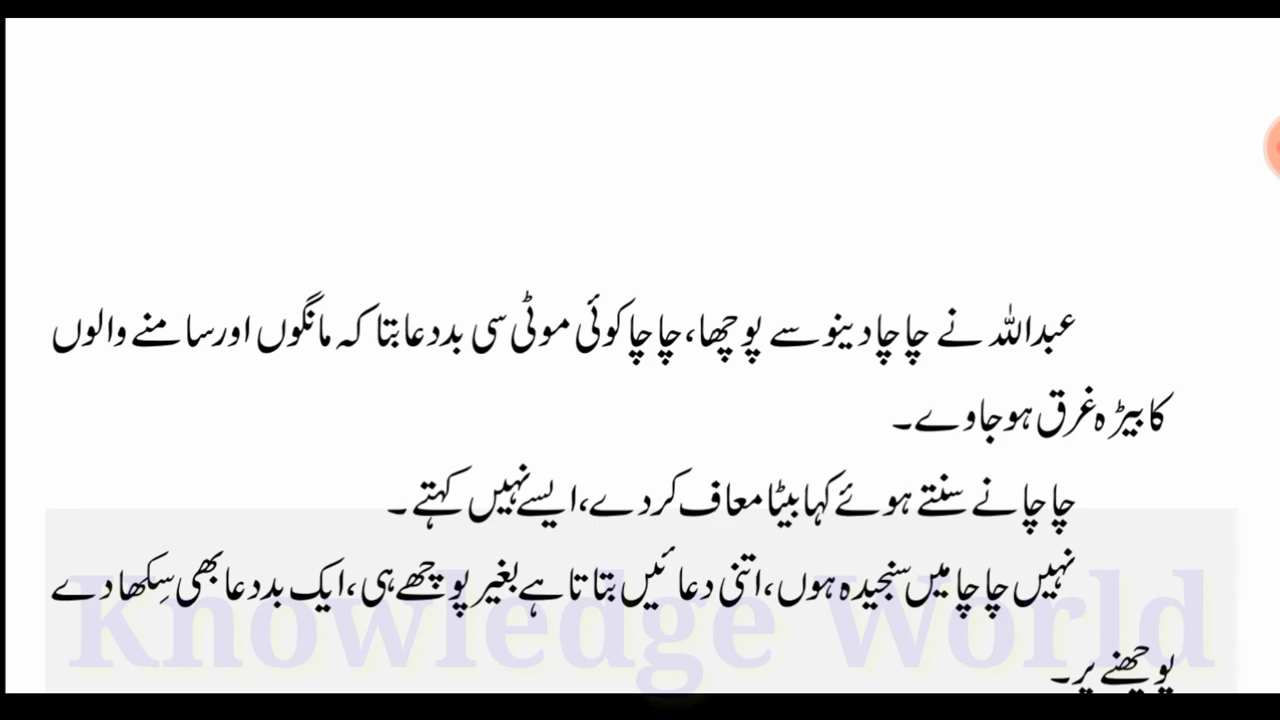 عبداللہ نے چاچا دینو سے پوچھا، چاچا کوئی موٹی سی بددعا بتا کہ مانگوں اور سامنے والوں
کا بیڑہ غرق ہو جاوے۔
چاچا نے سنتے ہوئے کہا بیٹا معاف کر دے، ایسے نہیں کہتے۔
نہیں چاچا میں سنجیدہ ہوں، اتنی دعائیں بتاتا ہے بغیر پوچھے ہی، ایک بددعا بھی سِکھا دے
پوچھنے پر۔
Knowledge World